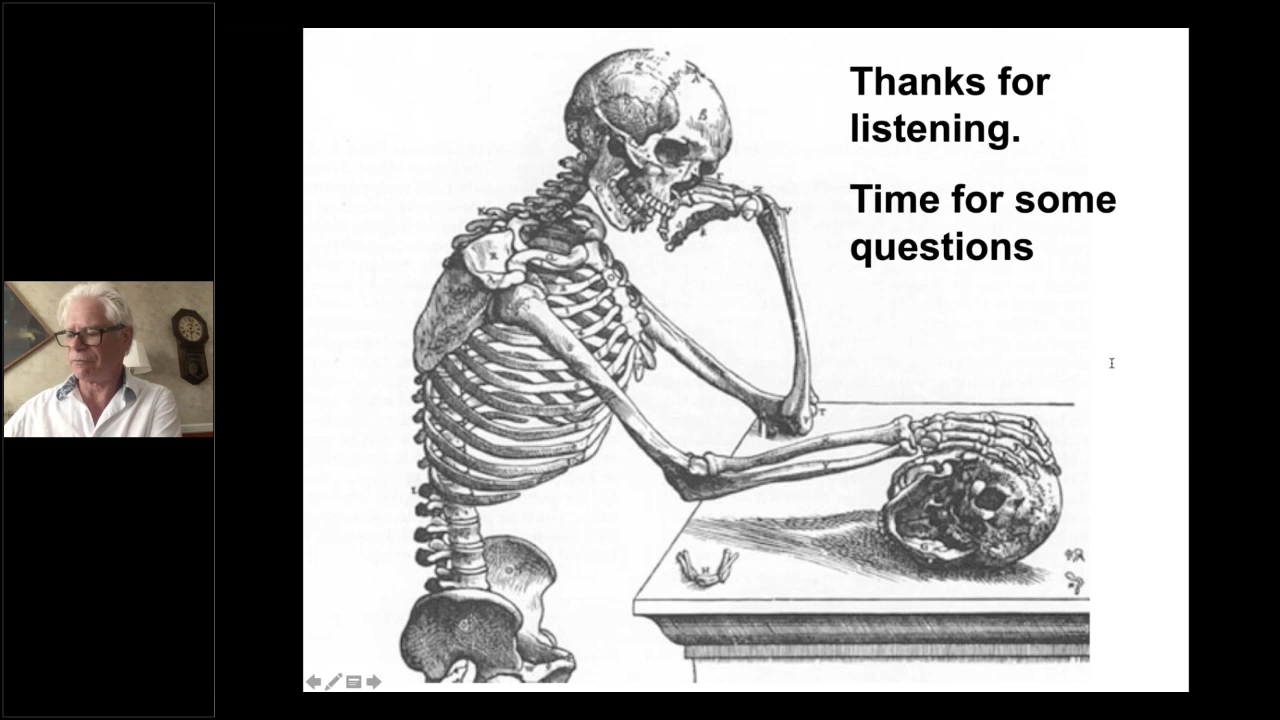 Thanks for
listening.
Time for some
questions